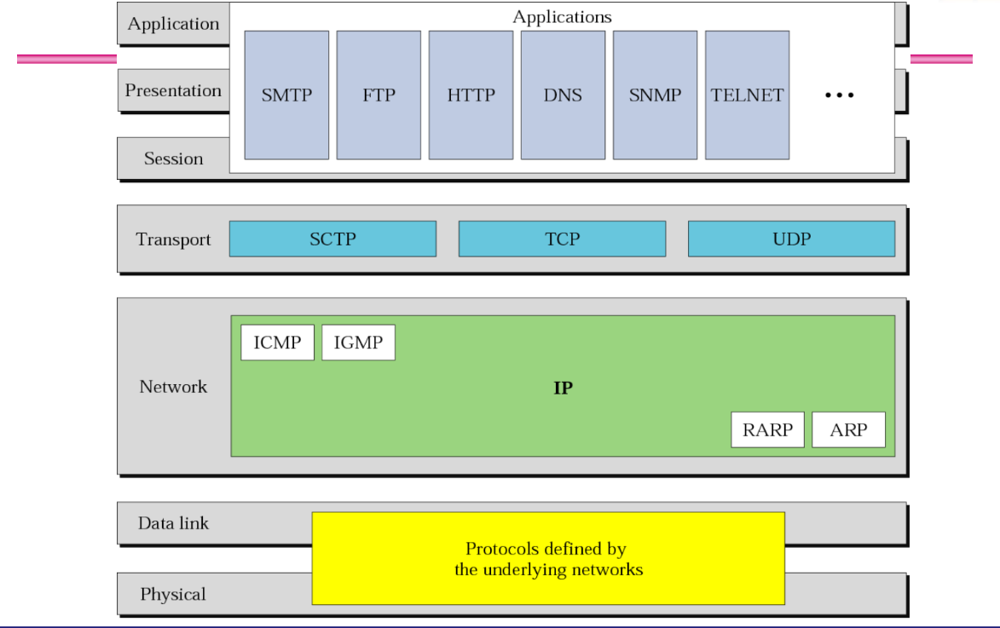 Applications
Application
Presentation
SMTP FTP HTTP DNS SNMP TELNET ...
Session
Transport SCTP TCP UDP
ICMP IGMP
Network IP
RARP ARP
Data link
Protocols defined by
the underlying networks
Physical